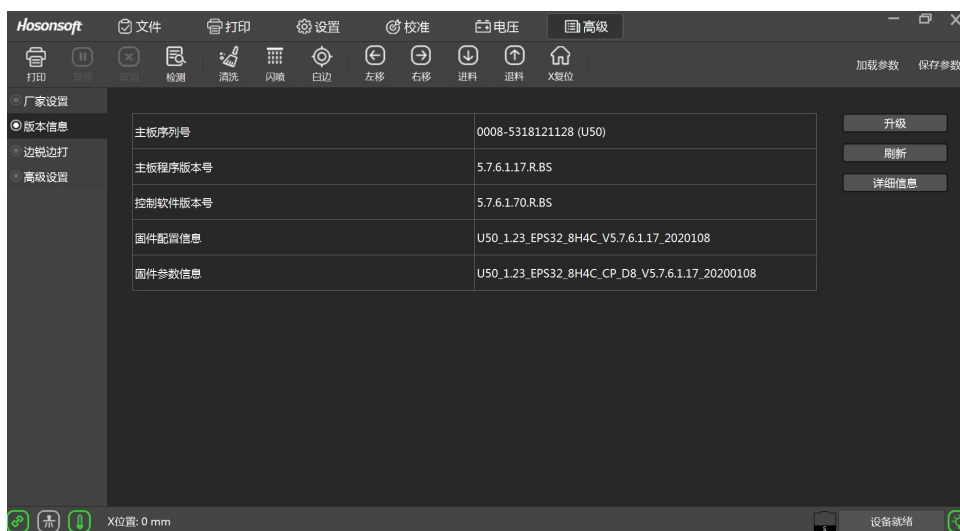 Hosonsoft 文件 打印 设置 校准 电压 高级
打印 暂停 取消 检测 清洗 闪喷 白边 左移 右移 进料 退料 X复位 加载参数 保存参数
厂家设置
版本信息
边锐边打
高级设置
主板序列号 0008-5318121128 (U50)
主板程序版本号 5.7.6.1.17.R.BS
控制软件版本号 5.7.6.1.70.R.BS
固件配置信息 U50_1.23_EPS32_8H4C_V5.7.6.1.17_2020108
固件参数信息 U50_1.23_EPS32_8H4C_CP_D8_V5.7.6.1.17_20200108
升级
刷新
详细信息
X位置: 0 mm S 设备就绪